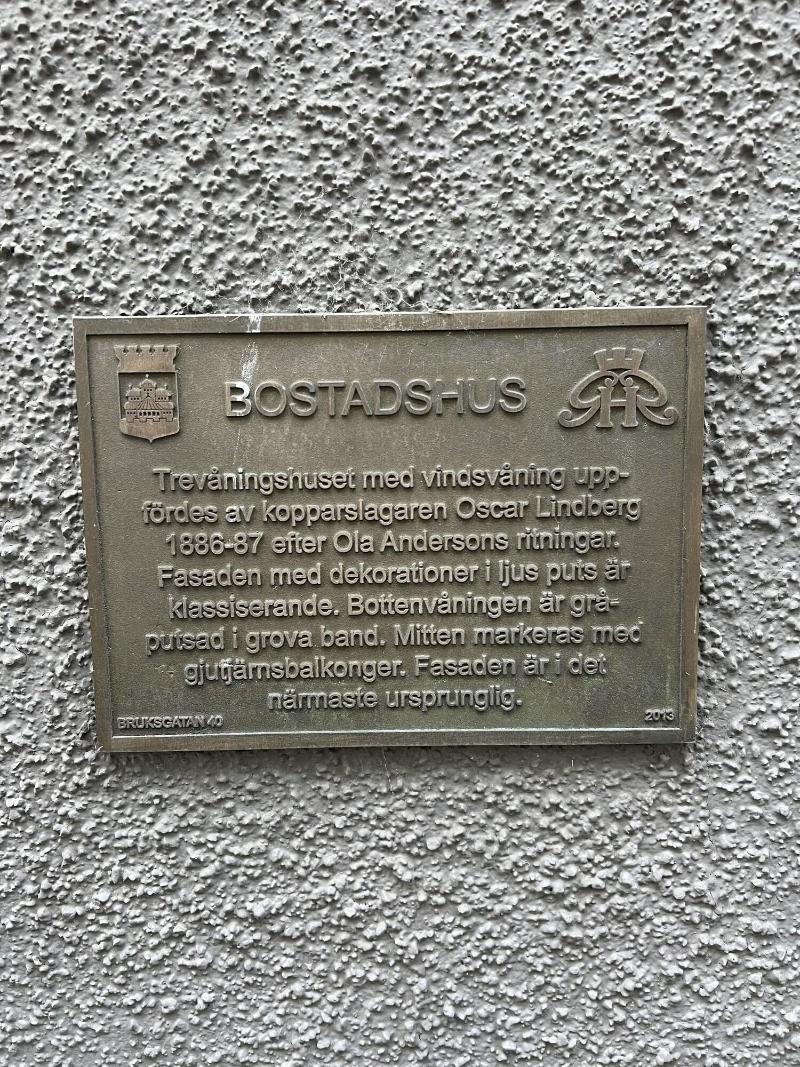 BOSTADSHUS
Trevåningshuset med vindsvåning upp-
fördes av kopparslagaren Oscar Lindberg
1886-87 efter Ola Andersons ritningar.
Fasaden med dekorationer i ljus puts är
klassiserande. Bottenvåningen är grå-
putsad i grova band. Mitten markeras med
gjutjärnsbalkonger. Fasaden är i det
närmaste ursprunglig.
BRUKSGATAN 40 2013